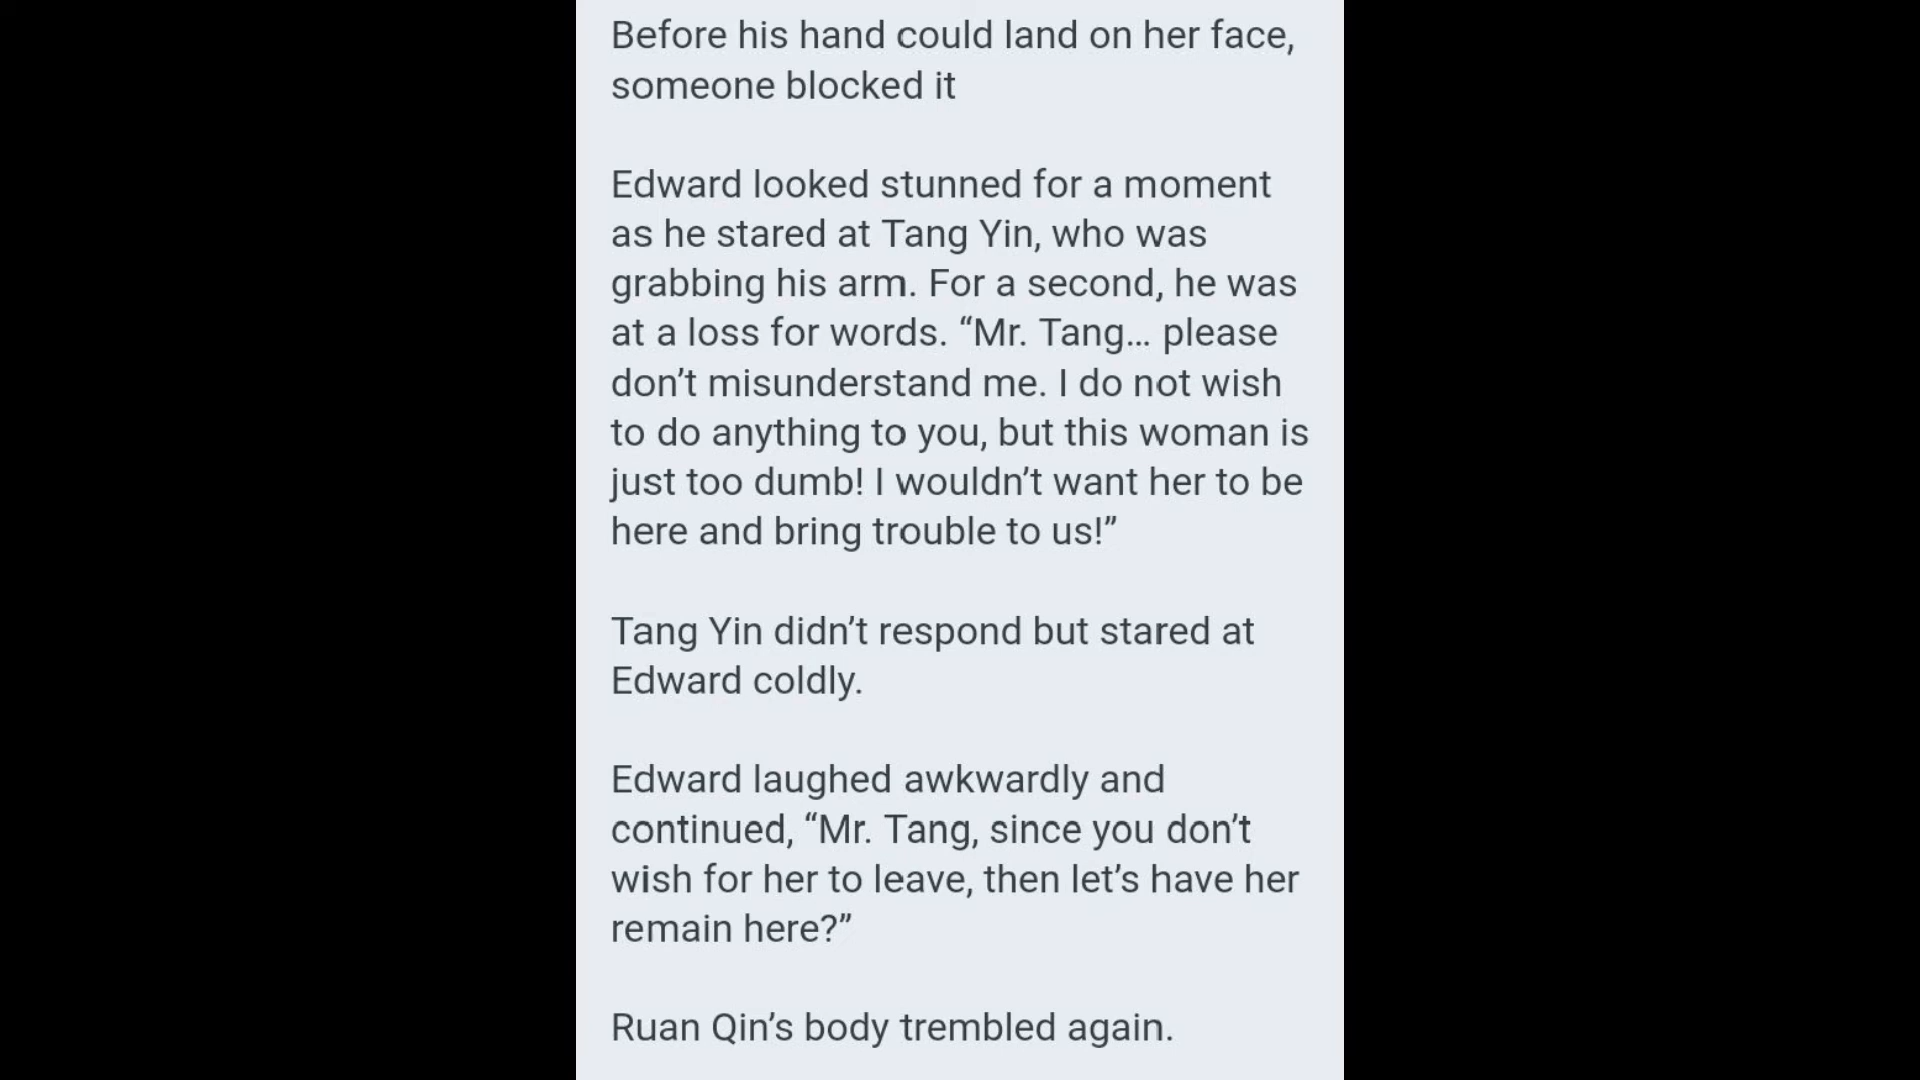 Before his hand could land on her face,
someone blocked it
Edward looked stunned for a moment
as he stared at Tang Yin, who was
grabbing his arm. For a second, he was
at a loss for words. “Mr. Tang… please
don’t misunderstand me. I do not wish
to do anything to you, but this woman is
just too dumb! I wouldn’t want her to be
here and bring trouble to us!”
Tang Yin didn’t respond but stared at
Edward coldly.
Edward laughed awkwardly and
continued, “Mr. Tang, since you don’t
wish for her to leave, then let’s have her
remain here?”
Ruan Qin’s body trembled again.